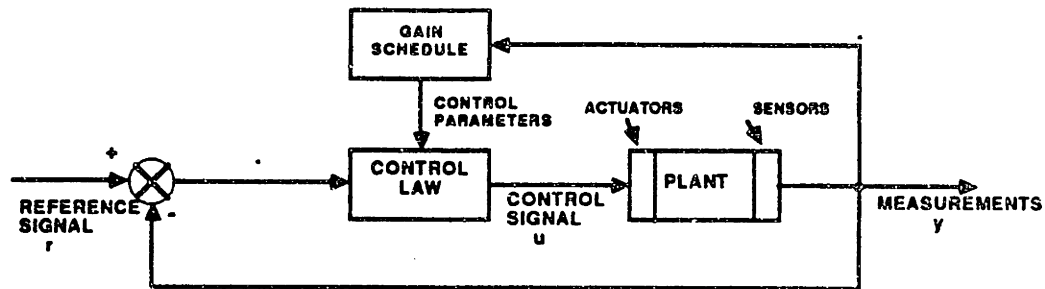 GAIN
SCHEDULE
CONTROL
PARAMETERS
ACTUATORS
SENSORS
+
CONTROL
LAW
PLANT
REFERENCE
SIGNAL
r
-
CONTROL
SIGNAL
u
MEASUREMENTS
y